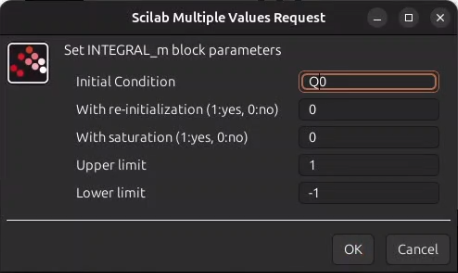 Scilab Multiple Values Request
Set INTEGRAL_m block parameters
Initial Condition Q0
With re-initialization (1:yes, 0:no) 0
With saturation (1:yes, 0:no) 0
Upper limit 1
Lower limit -1
OK Cancel